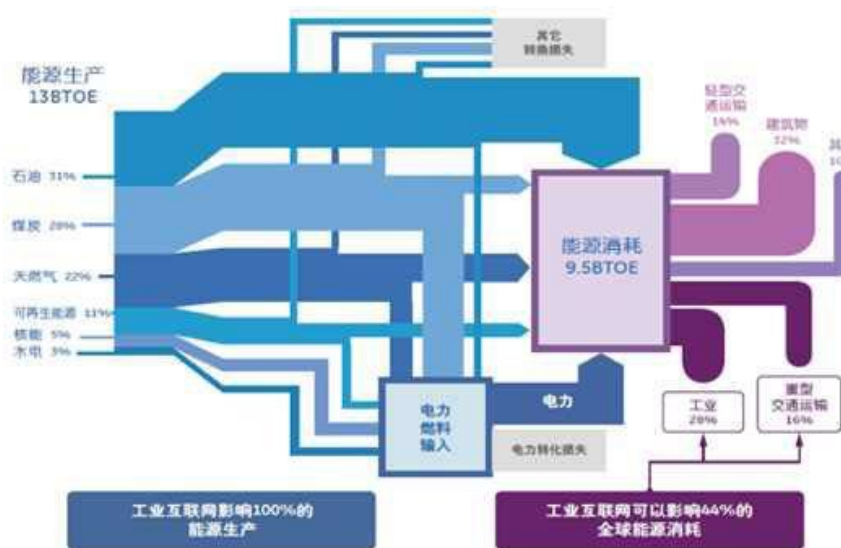 能源生产
13BTOE
石油 31%
煤炭 28%
天然气 22%
可再生能源 11%
核能 5%
水电 3%
其它
转换损失
能源消耗
9.5BTOE
轻型交
通运输
14%
建筑物
32%
电力
燃料
输入
电力
电力转化损失
工业
28%
重型
交通运输
16%
工业互联网影响100%的
能源生产
工业互联网可以影响44%的
全球能源消耗